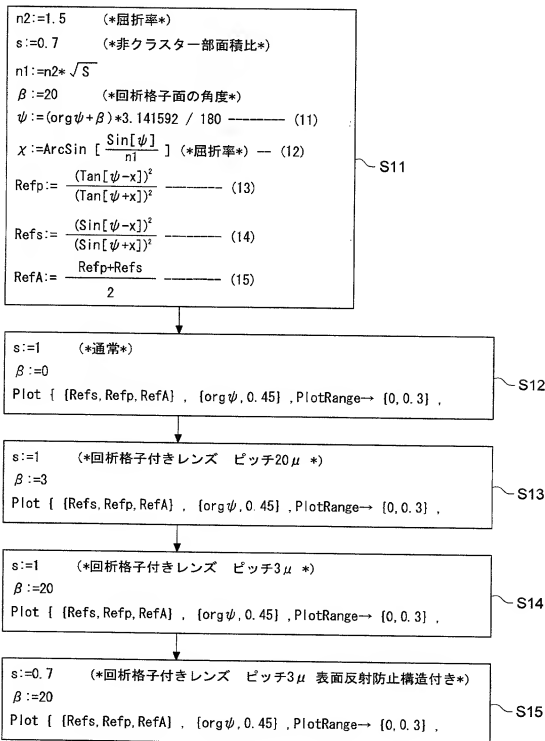 n2:=1.5 (*屈折率*)
s:=0.7 (*非クラスター部面積比*)
n1:=n2*√S
β:=20 (*回析格子面の角度*)
ψ:=(orgψ+β)*3.141592 / 180 ――― (11)
χ:=ArcSin [ Sin[ψ] / n1 ] (*屈折率*) ― (12)
Refp:= (Tan[ψ−x])² / (Tan[ψ+x])² ――― (13)
Refs:= (Sin[ψ−x])² / (Sin[ψ+x])² ――― (14)
RefA:= Refp+Refs / 2 ――― (15)
S11
s:=1 (*通常*)
β:=0
Plot [ {Refs,Refp,RefA} , {orgψ,0.45} ,PlotRange→ {0,0.3} ,
S12
s:=1 (*回析格子付きレンズ ピッチ20μ *)
β:=3
Plot [ {Refs,Refp,RefA} , {orgψ,0.45} ,PlotRange→ {0,0.3} ,
S13
s:=1 (*回析格子付きレンズ ピッチ3μ *)
β:=20
Plot [ {Refs,Refp,RefA} , {orgψ,0.45} ,PlotRange→ {0,0.3} ,
S14
s:=0.7 (*回析格子付きレンズ ピッチ3μ 表面反射防止構造付き*)
β:=20
Plot [ {Refs,Refp,RefA} , {orgψ,0.45} ,PlotRange→ {0,0.3} ,
S15